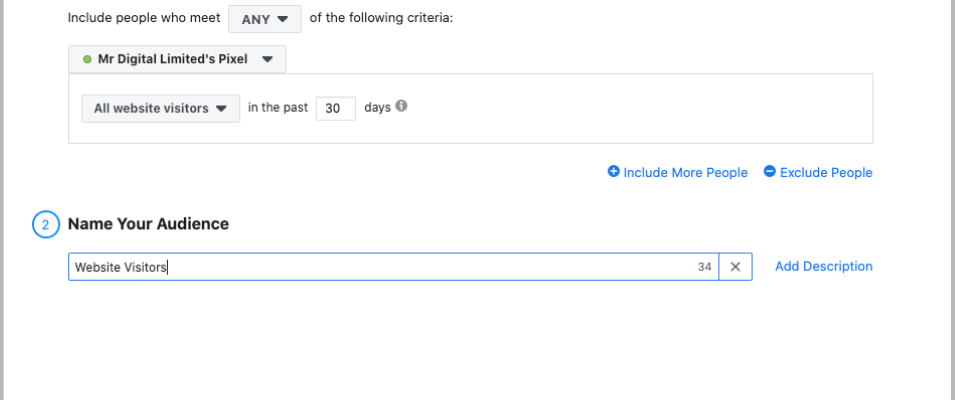 Include people who meet ANY of the following criteria:
Mr Digital Limited's Pixel
All website visitors in the past 30 days
Include More People Exclude People
2 Name Your Audience
Website Visitors 34 Add Description